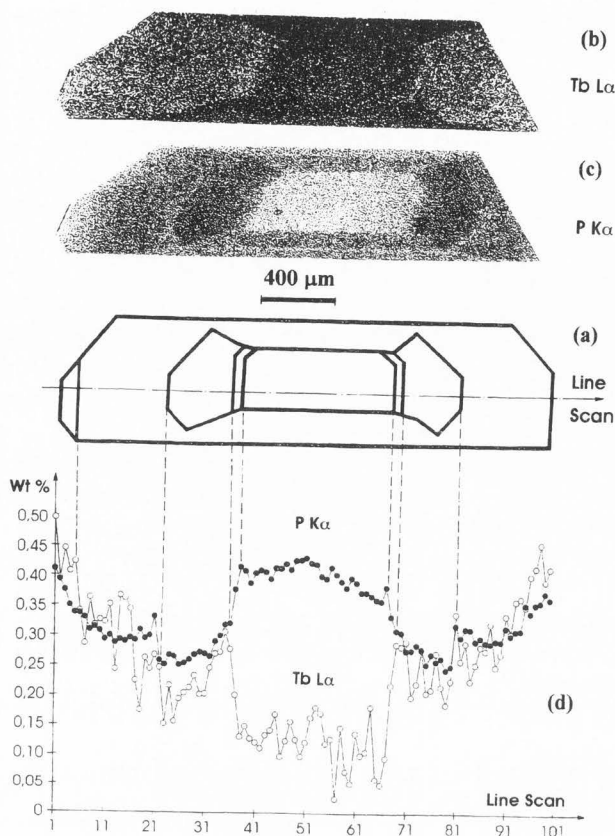 (b)
Tb Lα
(c)
P Kα
400 µm
(a)
Line
Scan
Wt %
P Kα
0,50
0,45
0,40
0,35
0,30
0,25
Tb Lα
0,20
0,15
(d)
0,10
0,05
0
Line Scan
1 11 21 31 41 51 61 71 81 91 101